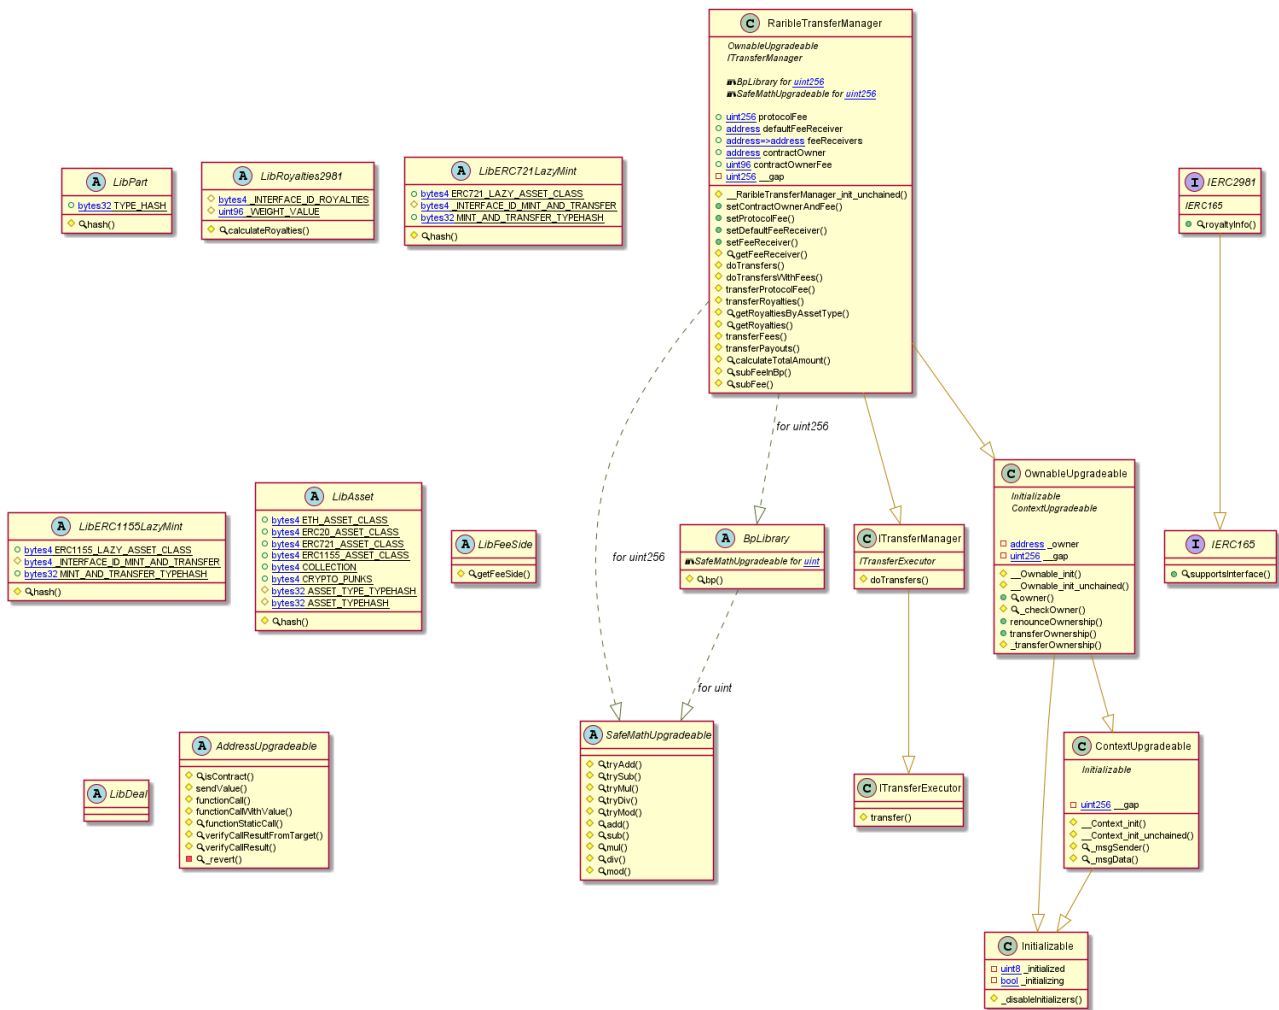 C RaribleTransferManager
OwnableUpgradeable
ITransferManager
BpLibrary for uint256
SafeMathUpgradeable for uint256
uint256 protocolFee
address defaultFeeReceiver
address=>address feeReceivers
address contractOwner
uint96 contractOwnerFee
uint256 __gap
__RaribleTransferManager_init_unchained()
setContractOwnerAndFee()
setProtocolFee()
setDefaultFeeReceiver()
setFeeReceiver()
getFeeReceiver()
doTransfers()
doTransfersWithFees()
transferProtocolFee()
transferRoyalties()
getRoyaltiesByAssetType()
getRoyalties()
transferFees()
transferPayouts()
calculateTotalAmount()
subFeeInBp()
subFee()
A LibPart
bytes32 TYPE_HASH
hash()
A LibRoyalties2981
bytes4 _INTERFACE_ID_ROYALTIES
uint96 _WEIGHT_VALUE
calculateRoyalties()
A LibERC721LazyMint
bytes4 ERC721_LAZY_ASSET_CLASS
bytes4 _INTERFACE_ID_MINT_AND_TRANSFER
bytes32 MINT_AND_TRANSFER_TYPEHASH
hash()
I IERC2981
IERC165
royaltyInfo()
for uint256
for uint256
A LibERC1155LazyMint
bytes4 ERC1155_LAZY_ASSET_CLASS
bytes4 _INTERFACE_ID_MINT_AND_TRANSFER
bytes32 MINT_AND_TRANSFER_TYPEHASH
hash()
A LibAsset
bytes4 ETH_ASSET_CLASS
bytes4 ERC20_ASSET_CLASS
bytes4 ERC721_ASSET_CLASS
bytes4 ERC1155_ASSET_CLASS
bytes4 COLLECTION
bytes4 CRYPTO_PUNKS
bytes32 ASSET_TYPE_TYPEHASH
bytes32 ASSET_TYPEHASH
hash()
A LibFeeSide
getFeeSide()
A BpLibrary
SafeMathUpgradeable for uint
bp()
C ITransferManager
ITransferExecutor
doTransfers()
C OwnableUpgradeable
Initializable
ContextUpgradeable
address _owner
uint256 __gap
__Ownable_init()
__Ownable_init_unchained()
owner()
_checkOwner()
renounceOwnership()
transferOwnership()
_transferOwnership()
I IERC165
supportsInterface()
for uint
A LibDeal
A AddressUpgradeable
isContract()
sendValue()
functionCall()
functionCallWithValue()
functionStaticCall()
verifyCallResultFromTarget()
verifyCallResult()
_revert()
A SafeMathUpgradeable
tryAdd()
trySub()
tryMul()
tryDiv()
tryMod()
add()
sub()
mul()
div()
mod()
C ITransferExecutor
transfer()
C ContextUpgradeable
Initializable
uint256 __gap
__Context_init()
__Context_init_unchained()
_msgSender()
_msgData()
C Initializable
uint8 _initialized
bool _initializing
_disableInitializers()